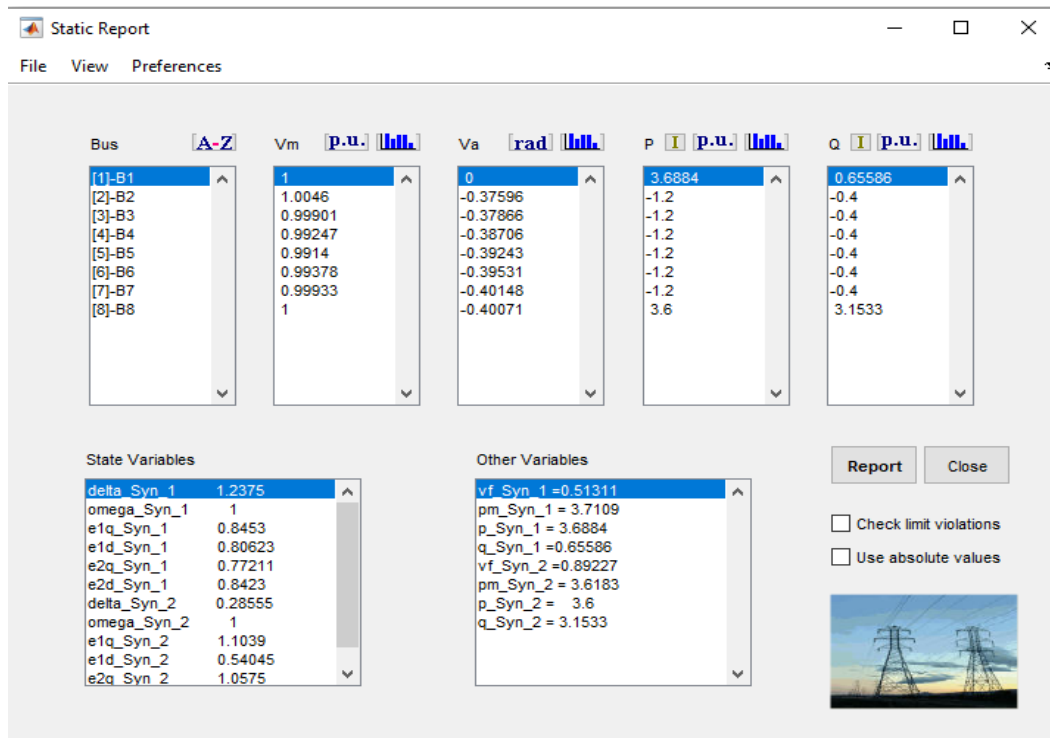 Static Report
File View Preferences
Bus [A-Z] Vm [p.u.] Va [rad] P I [p.u.] Q I [p.u.]
[1]-B1 1 0 3.6884 0.65586
[2]-B2 1.0046 -0.37596 -1.2 -0.4
[3]-B3 0.99901 -0.37866 -1.2 -0.4
[4]-B4 0.99247 -0.38706 -1.2 -0.4
[5]-B5 0.9914 -0.39243 -1.2 -0.4
[6]-B6 0.99378 -0.39531 -1.2 -0.4
[7]-B7 0.99933 -0.40148 -1.2 -0.4
[8]-B8 1 -0.40071 3.6 3.1533
State Variables
delta_Syn_1 1.2375
omega_Syn_1 1
e1q_Syn_1 0.8453
e1d_Syn_1 0.80623
e2q_Syn_1 0.77211
e2d_Syn_1 0.8423
delta_Syn_2 0.28555
omega_Syn_2 1
e1q_Syn_2 1.1039
e1d_Syn_2 0.54045
e2q_Syn_2 1.0575
Other Variables
vf_Syn_1 =0.51311
pm_Syn_1 = 3.7109
p_Syn_1 = 3.6884
q_Syn_1 =0.65586
vf_Syn_2 =0.89227
pm_Syn_2 = 3.6183
p_Syn_2 = 3.6
q_Syn_2 = 3.1533
Report Close
Check limit violations
Use absolute values